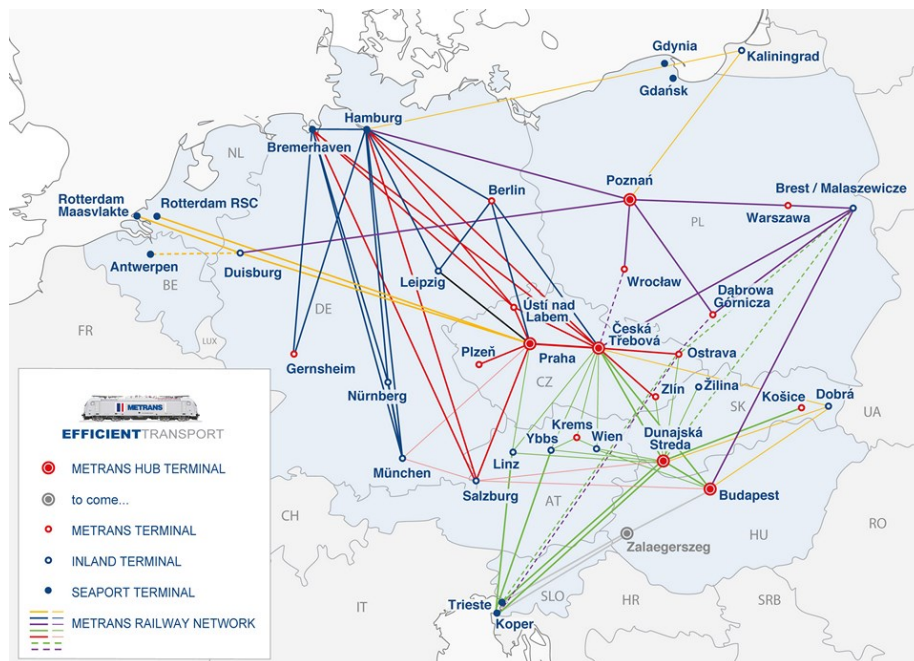 Gdynia
Kaliningrad
Gdańsk
Hamburg
Bremerhaven
NL
Poznań
Berlin
Brest / Malaszewicze
Rotterdam
Maasvlakte
Rotterdam RSC
Warszawa
PL
Antwerpen
Duisburg
BE
Leipzig
Wrocław
Dąbrowa
Górnicza
DE
Ústí nad
Labem
FR
LUX
Česká
Třebová
Praha
Plzeň
Ostrava
Gernsheim
CZ
Zlín
Žilina
Nürnberg
Košice
Dobrá
SK
UA
Krems
Ybbs
Wien
Dunajská
Streda
Linz
München
Salzburg
AT
Budapest
CH
HU
RO
Zalaegerszeg
Trieste
Koper
SLO
HR
SRB
IT
METRANS
EFFICIENTTRANSPORT
METRANS HUB TERMINAL
to come...
METRANS TERMINAL
INLAND TERMINAL
SEAPORT TERMINAL
METRANS RAILWAY NETWORK